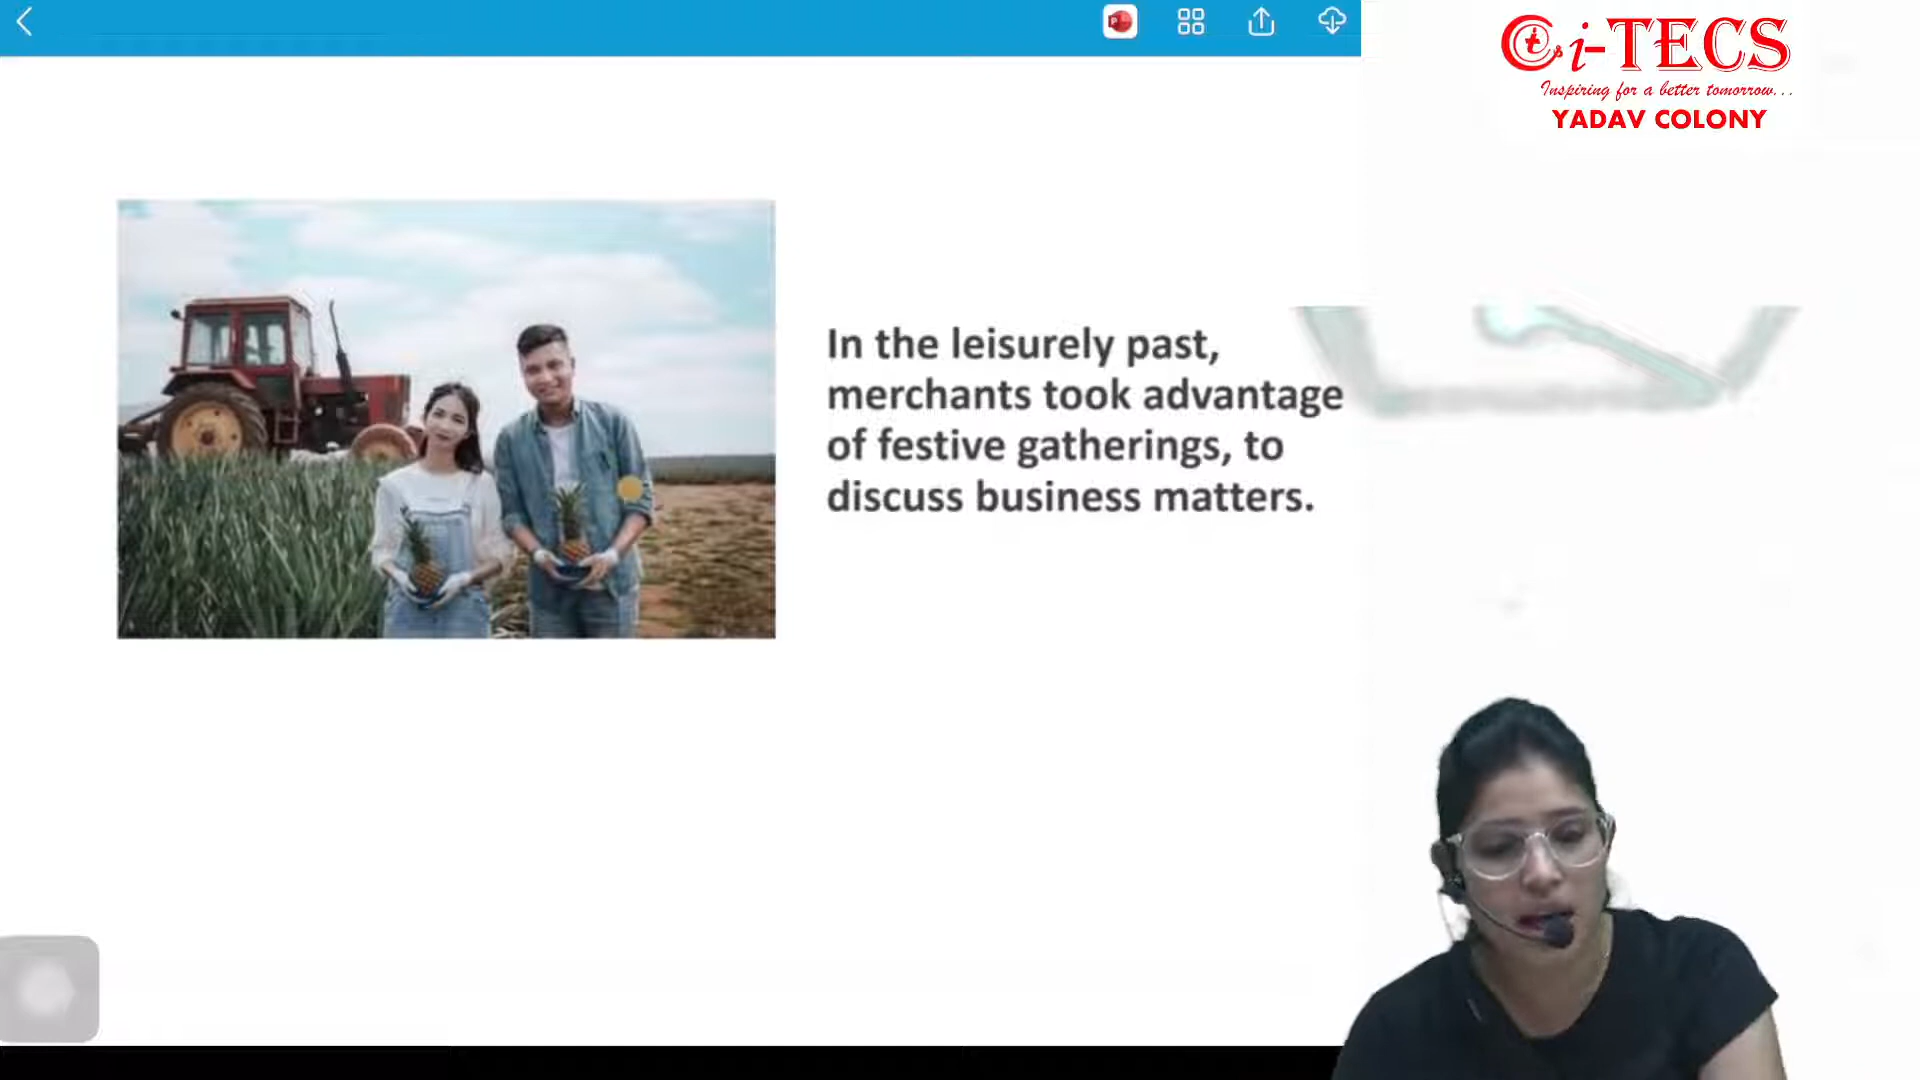 i-TECS
Inspiring for a better tomorrow...
YADAV COLONY
In the leisurely past,
merchants took advantage
of festive gatherings, to
discuss business matters.